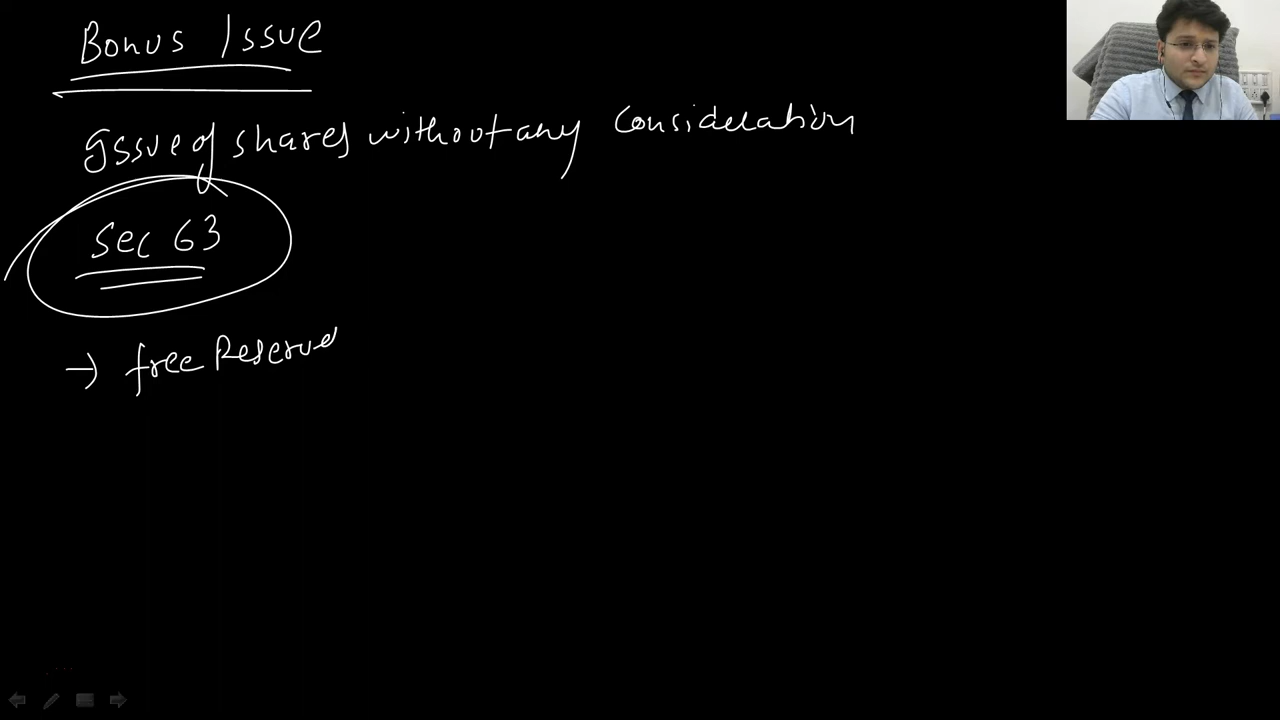 Bonus Issue
Issue of shares without any consideration
Sec 63
→ free Reserve